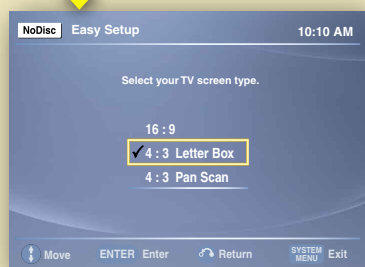 NoDisc Easy Setup 10:10 AM
Select your TV screen type.
16 : 9
✓ 4 : 3 Letter Box
4 : 3 Pan Scan
Move ENTER Enter Return SYSTEM MENU Exit